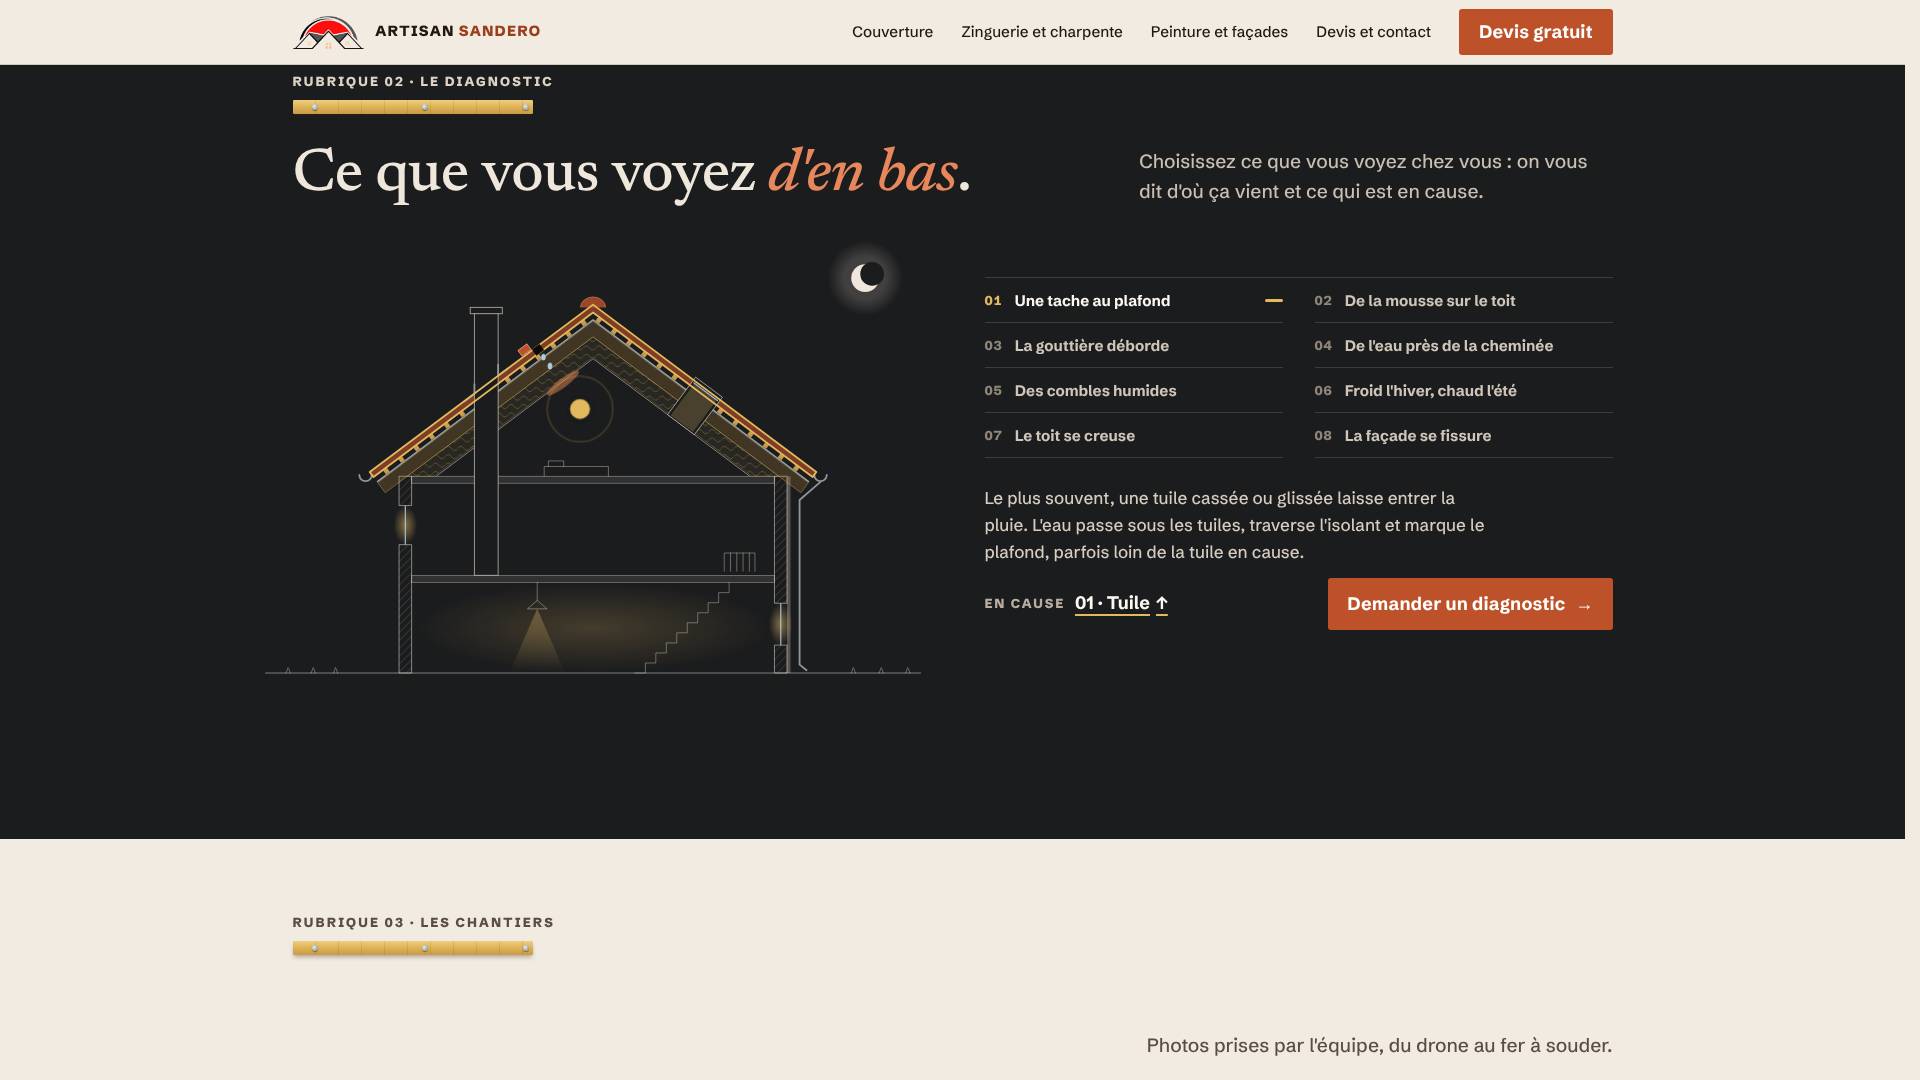 ARTISAN SANDERO
Couverture
Zinguerie et charpente
Peinture et façades
Devis et contact
Devis gratuit
RUBRIQUE 02 · LE DIAGNOSTIC
Ce que vous voyez d'en bas.
Choisissez ce que vous voyez chez vous : on vous
dit d'où ça vient et ce qui est en cause.
01 Une tache au plafond
02 De la mousse sur le toit
03 La gouttière déborde
04 De l'eau près de la cheminée
05 Des combles humides
06 Froid l'hiver, chaud l'été
07 Le toit se creuse
08 La façade se fissure
Le plus souvent, une tuile cassée ou glissée laisse entrer la
pluie. L'eau passe sous les tuiles, traverse l'isolant et marque le
plafond, parfois loin de la tuile en cause.
EN CAUSE 01 · Tuile ↑
Demander un diagnostic →
RUBRIQUE 03 · LES CHANTIERS
Photos prises par l'équipe, du drone au fer à souder.